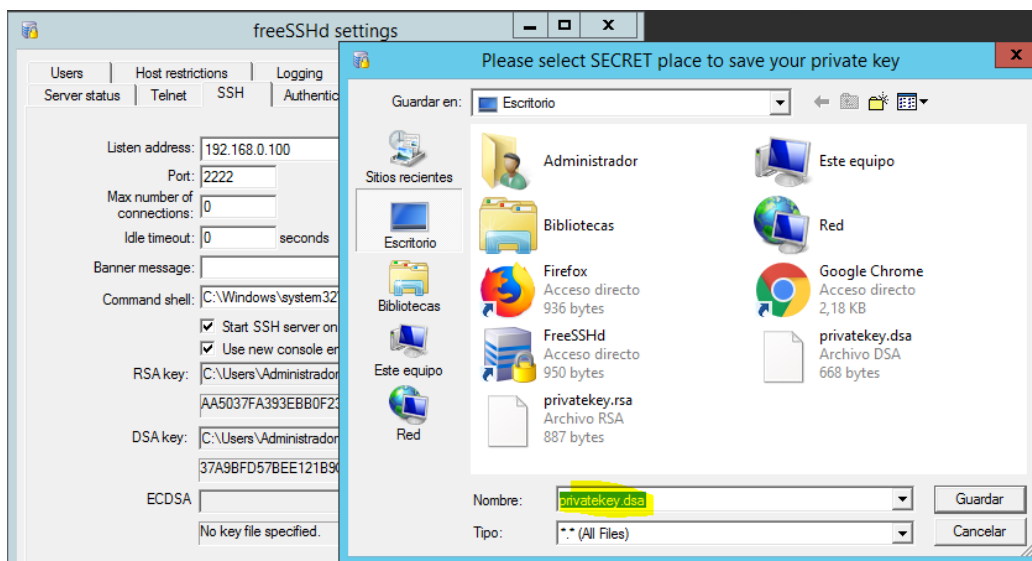 freeSSHd settings
Users
Host restrictions
Logging
Server status
Telnet
SSH
Authentic
Listen address: 192.168.0.100
Port: 2222
Max number of
connections: 0
Idle timeout: 0 seconds
Banner message:
Command shell: C:\Windows\system32\
Start SSH server on
Use new console en
RSA key: C:\Users\Administrador
AA5037FA393EBB0F23
DSA key: C:\Users\Administrador
37A9BFD57BEE121B90
ECDSA
No key file specified.
Please select SECRET place to save your private key
x
Guardar en: Escritorio
Sitios recientes
Escritorio
Bibliotecas
Este equipo
Red
Administrador
Este equipo
Bibliotecas
Red
Firefox
Acceso directo
936 bytes
Google Chrome
Acceso directo
2,18 KB
FreeSSHd
Acceso directo
950 bytes
privatekey.dsa
Archivo DSA
668 bytes
privatekey.rsa
Archivo RSA
887 bytes
Nombre: privatekey.dsa
Guardar
Tipo: *.* (All Files)
Cancelar